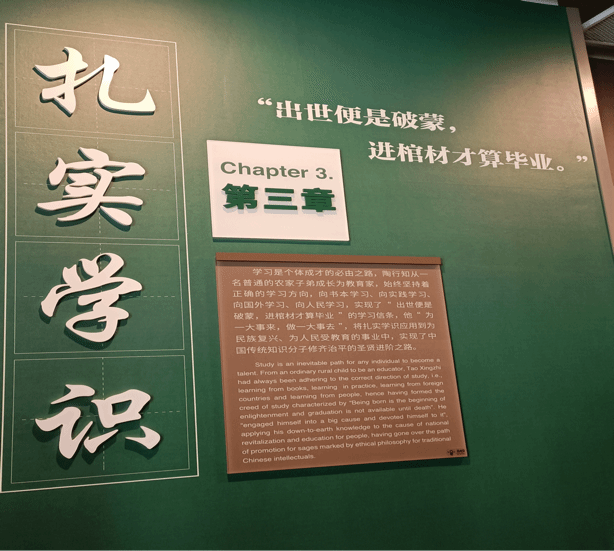 扎实学识
“出世便是破蒙，
进棺材才算毕业。”
Chapter 3.
第三章
学习是个体成才的必由之路，陶行知从一
名普通的农家子弟成长为教育家，始终坚持着
正确的学习方向，向书本学习、向实践学习、
向国外学习、向人民学习，实现了＂出世便是
破蒙，进棺材才算毕业＂的学习信条，他＂为
一大事来，做一大事去＂，将扎实学识应用到为
民族复兴、为人民受教育的事业中，实现了中
国传统知识分子修齐治平的圣贤进阶之路。
Study is an inevitable path for any individual to become a
talent. From an ordinary rural child to be an educator, Tao Xingzhi
had always been adhering to the correct direction of study, i.e.,
learning from books, learning in practice, learning from foreign
countries and learning from people, hence having formed the
creed of study characterized by "Being born is the beginning of
enlightenment and graduation is not available until death". He
"engaged himself into a big cause and devoted himself to it",
applying his down-to-earth knowledge to the cause of national
revitalization and education for people, having gone over the path
of promotion for sages marked by ethical philosophy for traditional
Chinese intellectuals.